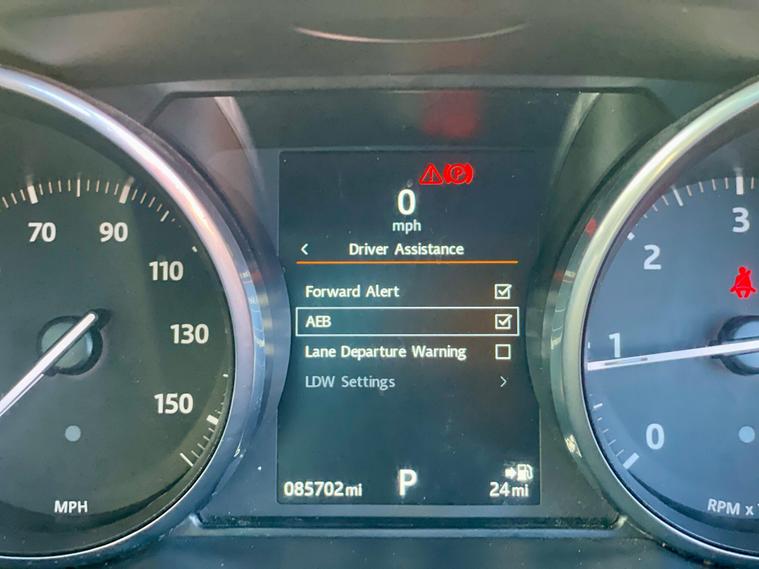 0
mph
Driver Assistance
Forward Alert
AEB
Lane Departure Warning
LDW Settings
085702mi
P
24mi
70
90
110
130
150
MPH
3
2
1
0
RPM x